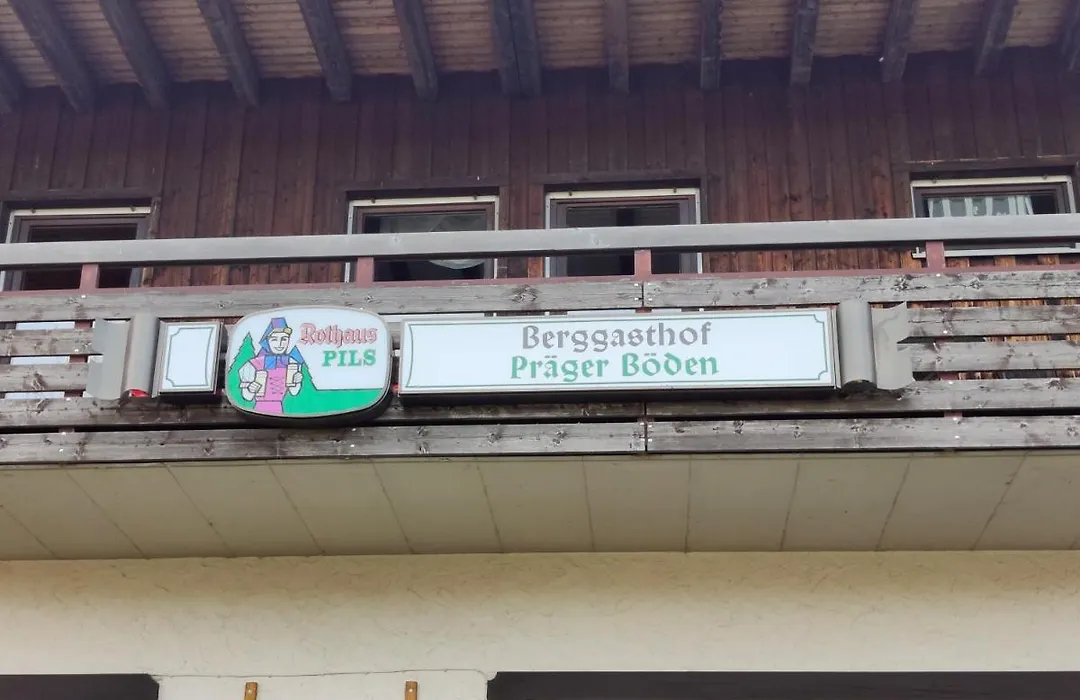 Rothaus
PILS
Berggasthof
Präger Böden